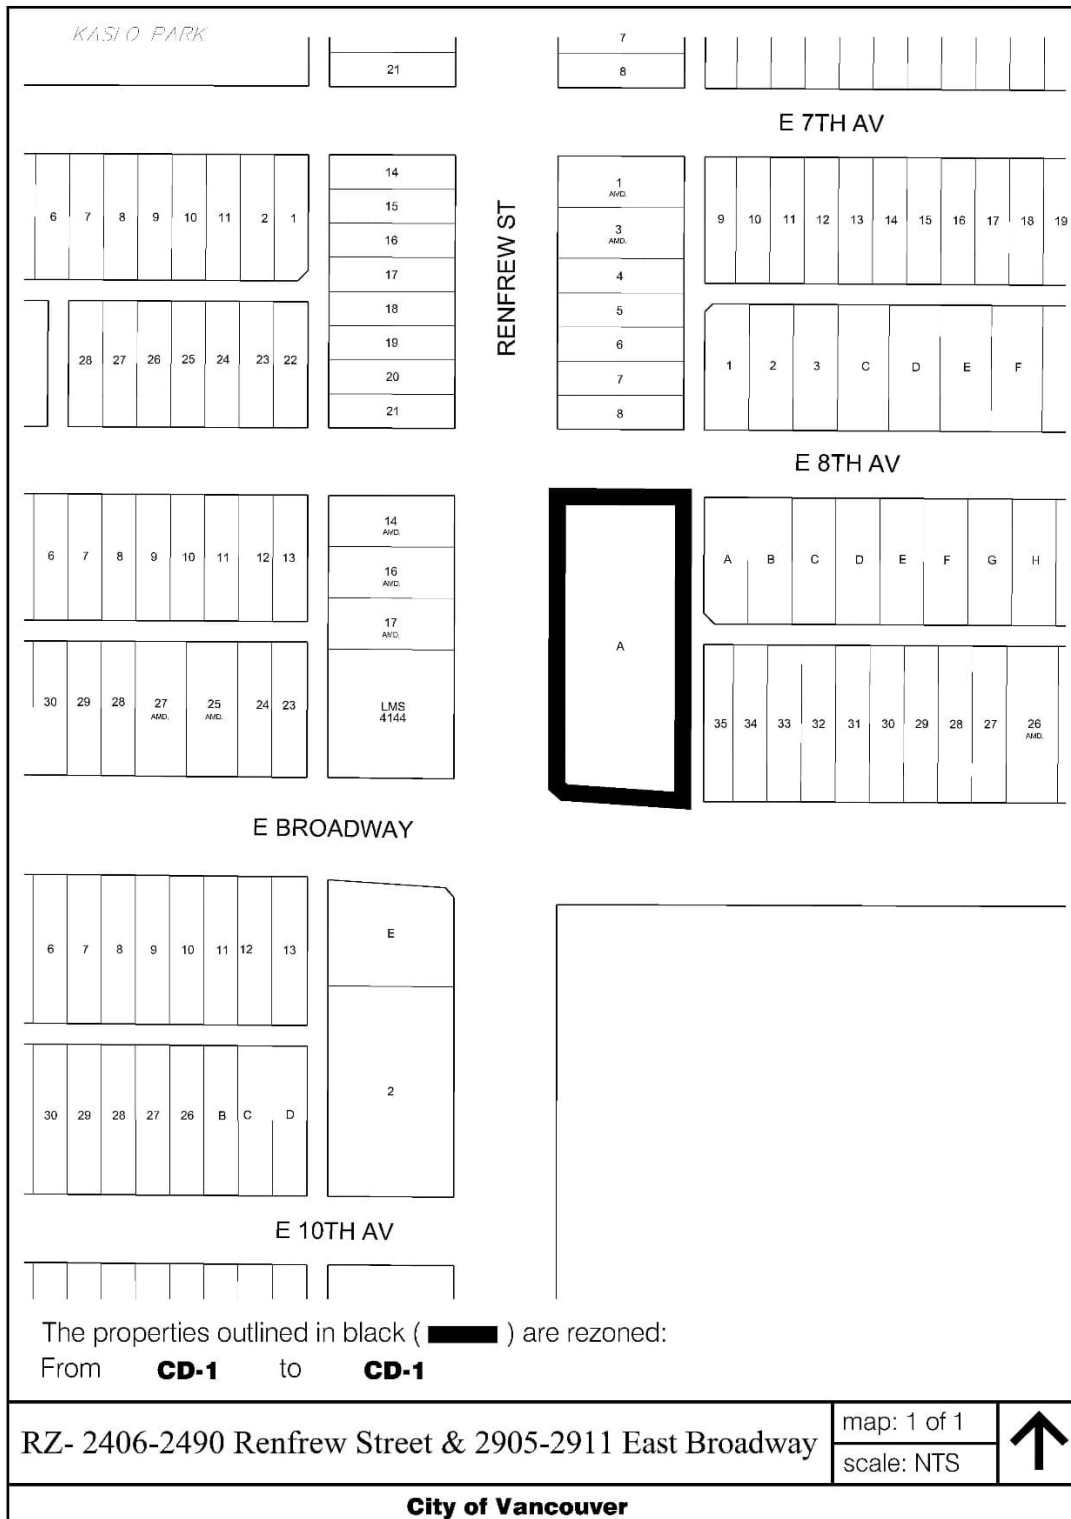 KASLO PARK
21
7
8
E 7TH AV
6 7 8 9 10 11 2 1
14
15
16
17
18
19
20
21
RENFREW ST
1
AMD.
3
AMD.
4
5
6
7
8
9 10 11 12 13 14 15 16 17 18 19
28 27 26 25 24 23 22
1 2 3 C D E F
E 8TH AV
6 7 8 9 10 11 12 13
14
AMD.
16
AMD.
17
AMD.
LMS
4144
A
A B C D E F G H
30 29 28 27 25 24 23
AMD. AMD.
35 34 33 32 31 30 29 28 27 26
AMD.
E BROADWAY
6 7 8 9 10 11 12 13
E
2
30 29 28 27 26 B C D
E 10TH AV
The properties outlined in black ( ) are rezoned:
From CD-1 to CD-1
RZ- 2406-2490 Renfrew Street & 2905-2911 East Broadway
map: 1 of 1
scale: NTS
City of Vancouver